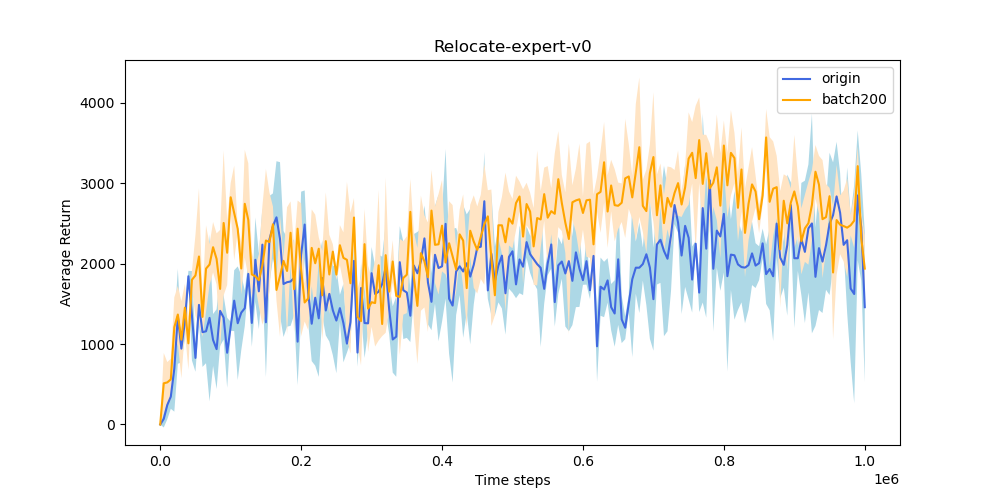 Relocate-expert-v0
origin
batch200
Average Return
4000
3000
2000
1000
0
0.0 0.2 0.4 0.6 0.8 1.0
1e6
Time steps